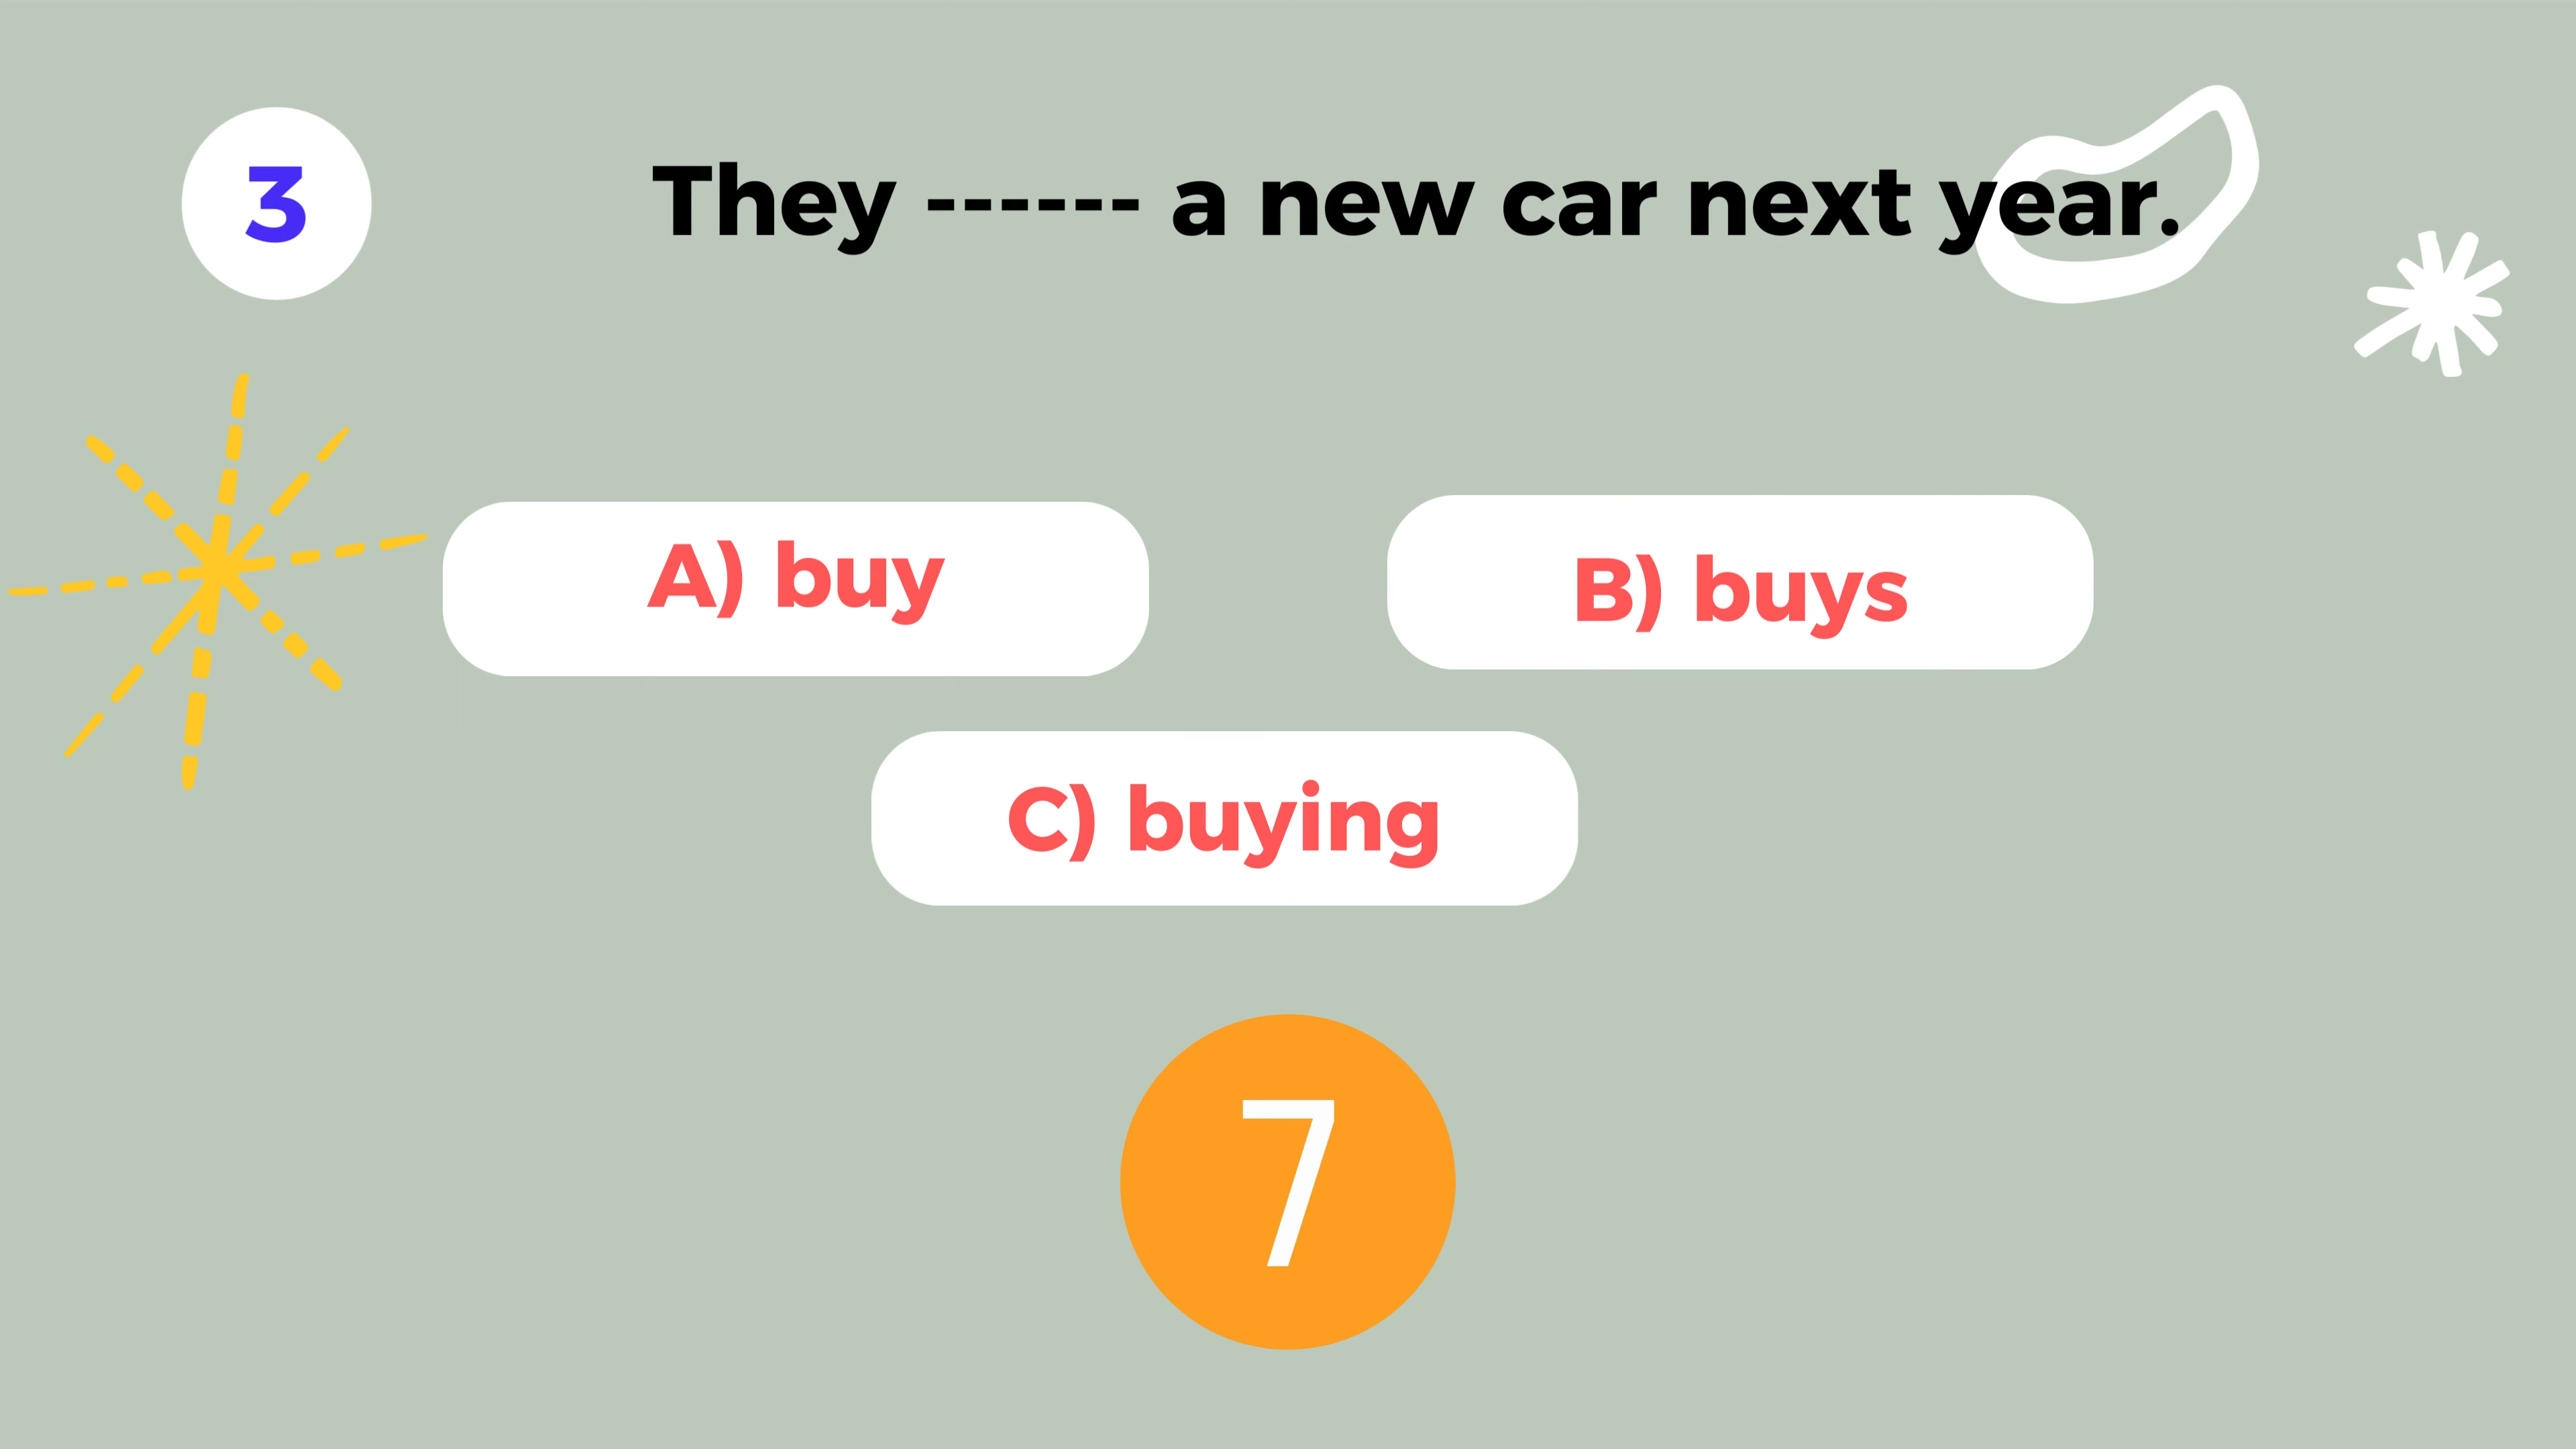 3
They ------ a new car next year.
A) buy
B) buys
C) buying
7